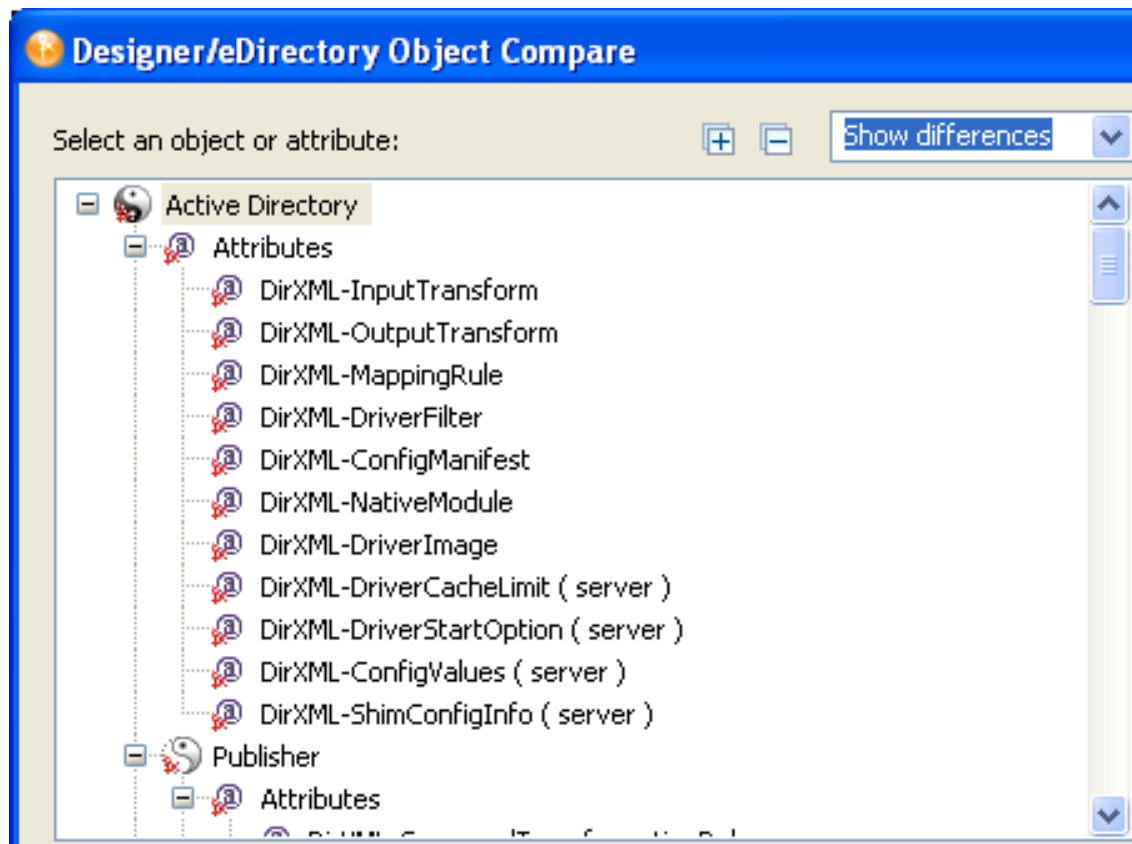 Designer/eDirectory Object Compare
Select an object or attribute: Show differences
Active Directory
Attributes
DirXML-InputTransform
DirXML-OutputTransform
DirXML-MappingRule
DirXML-DriverFilter
DirXML-ConfigManifest
DirXML-NativeModule
DirXML-DriverImage
DirXML-DriverCacheLimit ( server )
DirXML-DriverStartOption ( server )
DirXML-ConfigValues ( server )
DirXML-ShimConfigInfo ( server )
Publisher
Attributes